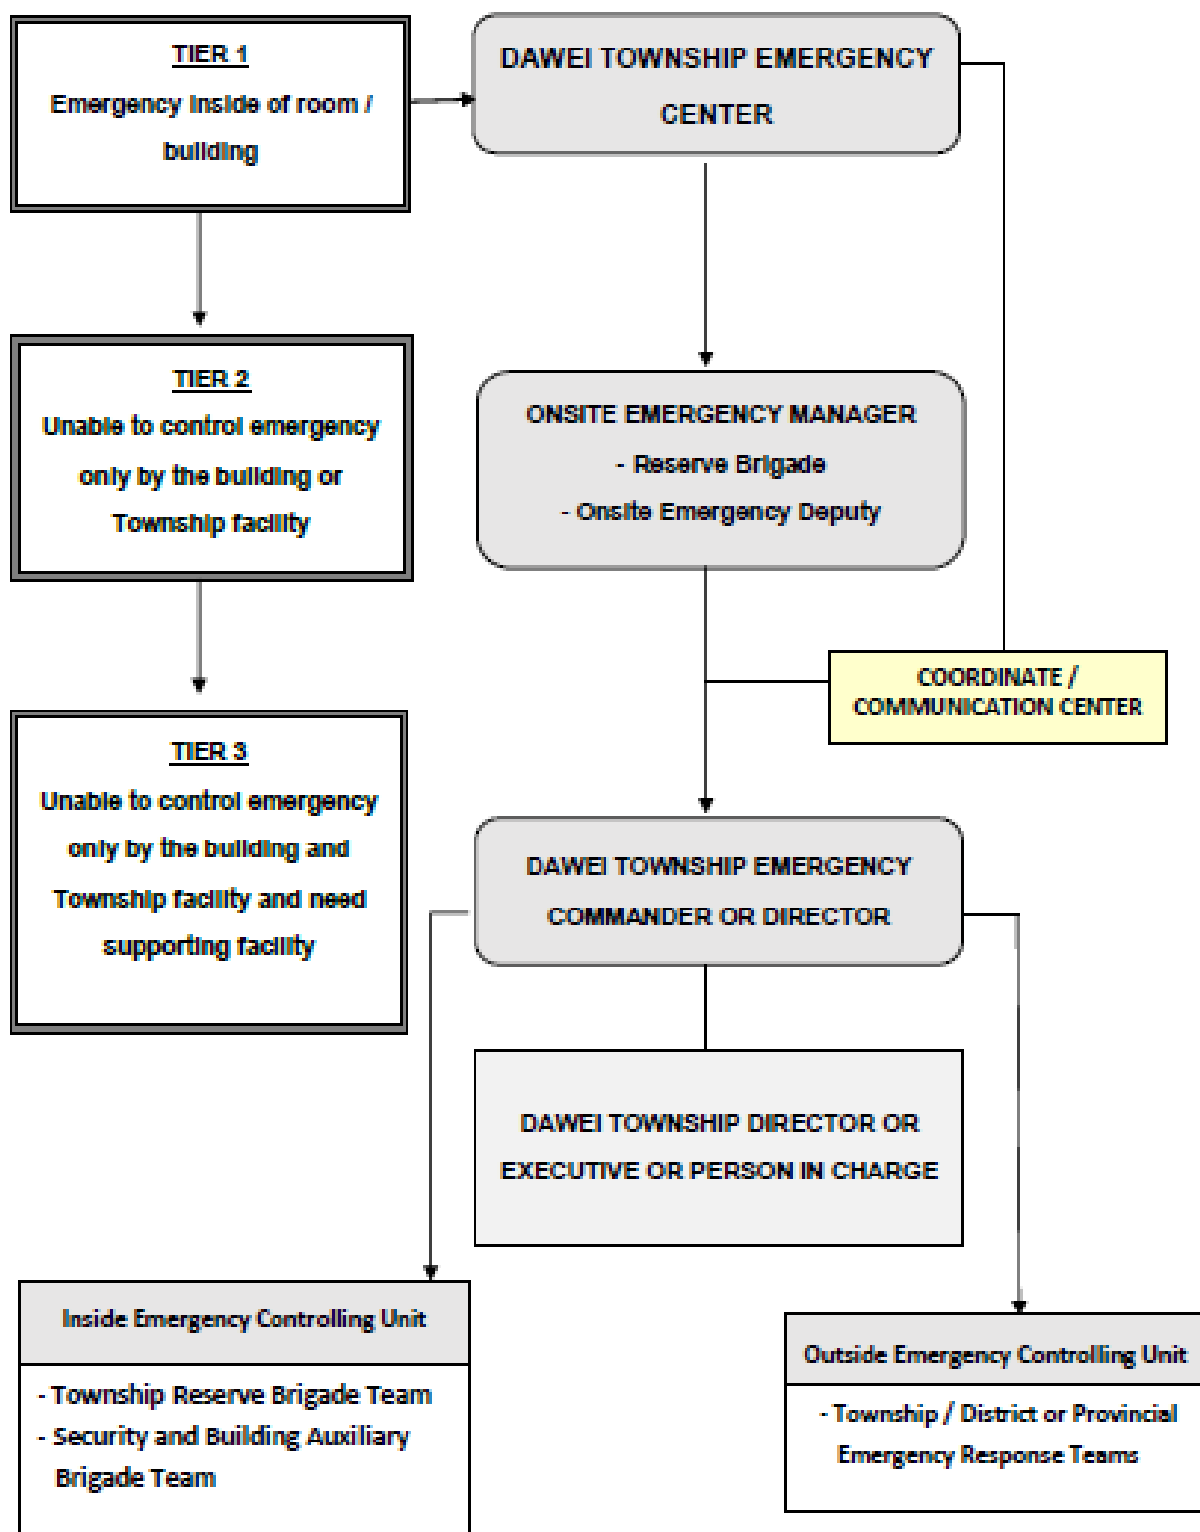 TIER 1
Emergency inside of room /
building
DAWEI TOWNSHIP EMERGENCY
CENTER
TIER 2
Unable to control emergency
only by the building or
Township facility
ONSITE EMERGENCY MANAGER
- Reserve Brigade
- Onsite Emergency Deputy
COORDINATE /
COMMUNICATION CENTER
TIER 3
Unable to control emergency
only by the building and
Township facility and need
supporting facility
DAWEI TOWNSHIP EMERGENCY
COMMANDER OR DIRECTOR
DAWEI TOWNSHIP DIRECTOR OR
EXECUTIVE OR PERSON IN CHARGE
Inside Emergency Controlling Unit
- Township Reserve Brigade Team
- Security and Building Auxiliary
Brigade Team
Outside Emergency Controlling Unit
- Township / District or Provincial
Emergency Response Teams